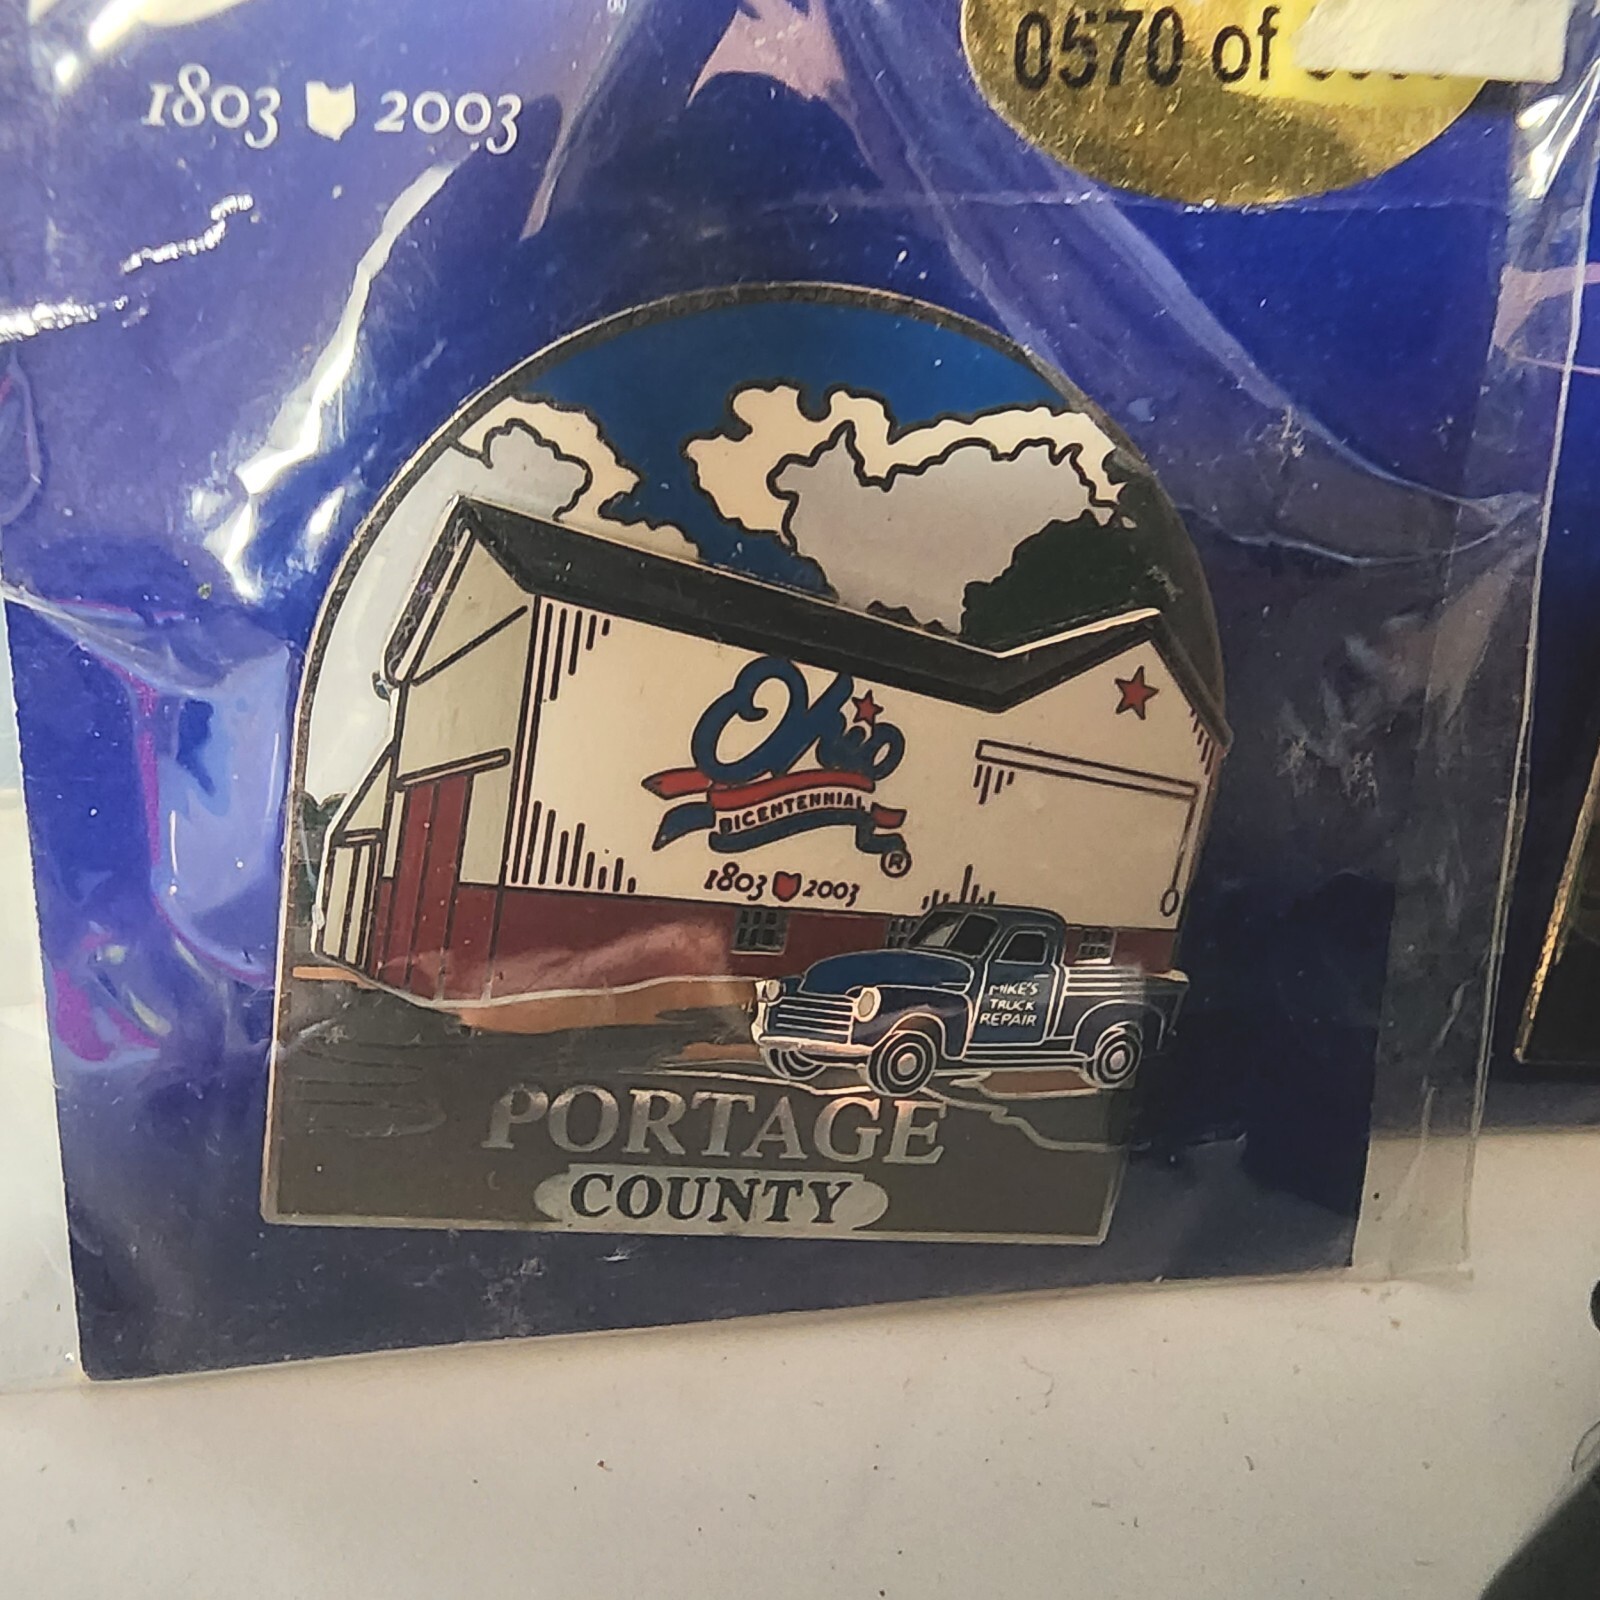 1803 2003
0570 of
Ohio
BICENTENNIAL
®
1803 2003
MIKE'S
TRUCK
REPAIR
PORTAGE
COUNTY